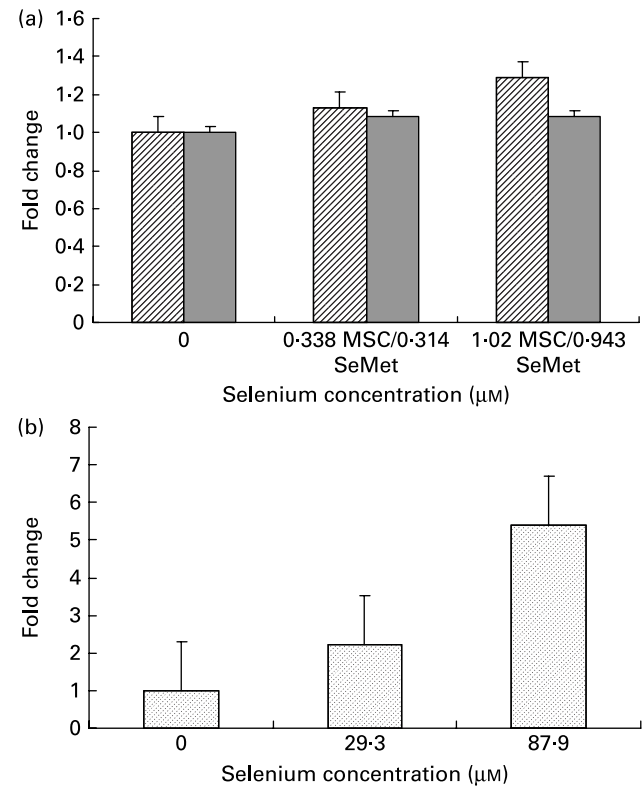 (a)
1·6
1·4
1·2
1·0
0·8
0·6
0·4
0·2
0
Fold change
0
0·338 MSC/0·314
SeMet
1·02 MSC/0·943
SeMet
Selenium concentration (μM)
(b)
8
7
6
5
4
3
2
1
0
Fold change
0
29·3
87·9
Selenium concentration (μM)